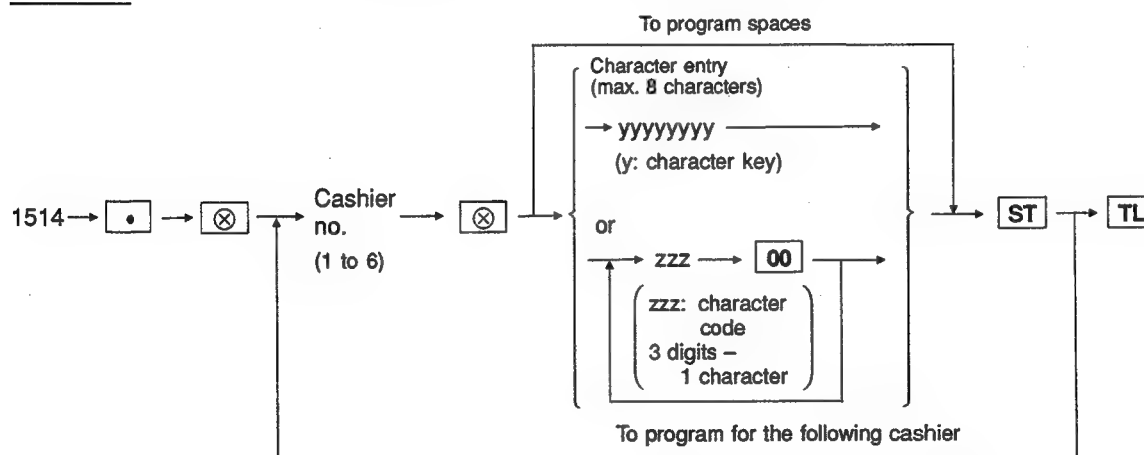 To program spaces
Character entry
(max. 8 characters)
yyyyyyyy
(y: character key)
1514
•
⊗
Cashier
no.
(1 to 6)
⊗
or
zzz
00
zzz: character
code
3 digits –
1 character
ST
TL
To program for the following cashier